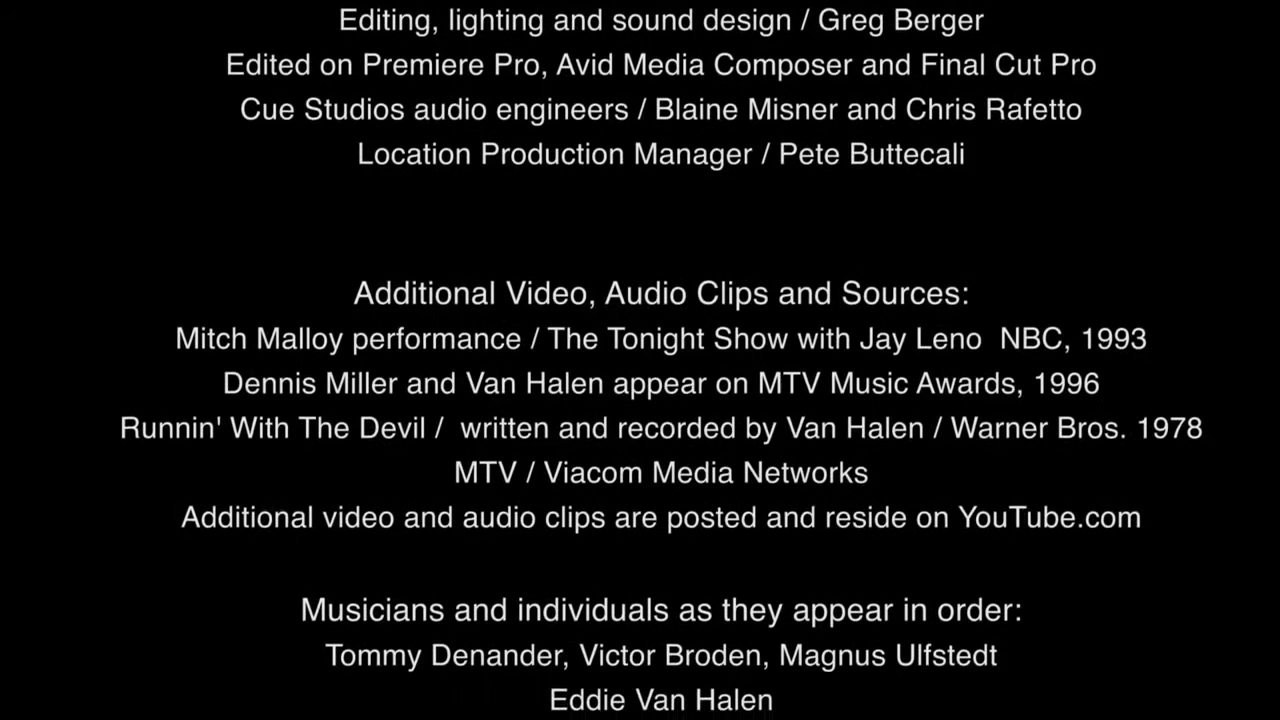 Editing, lighting and sound design / Greg Berger
Edited on Premiere Pro, Avid Media Composer and Final Cut Pro
Cue Studios audio engineers / Blaine Misner and Chris Rafetto
Location Production Manager / Pete Buttecali
Additional Video, Audio Clips and Sources:
Mitch Malloy performance / The Tonight Show with Jay Leno  NBC, 1993
Dennis Miller and Van Halen appear on MTV Music Awards, 1996
Runnin' With The Devil /  written and recorded by Van Halen / Warner Bros. 1978
MTV / Viacom Media Networks
Additional video and audio clips are posted and reside on YouTube.com
Musicians and individuals as they appear in order:
Tommy Denander, Victor Broden, Magnus Ulfstedt
Eddie Van Halen